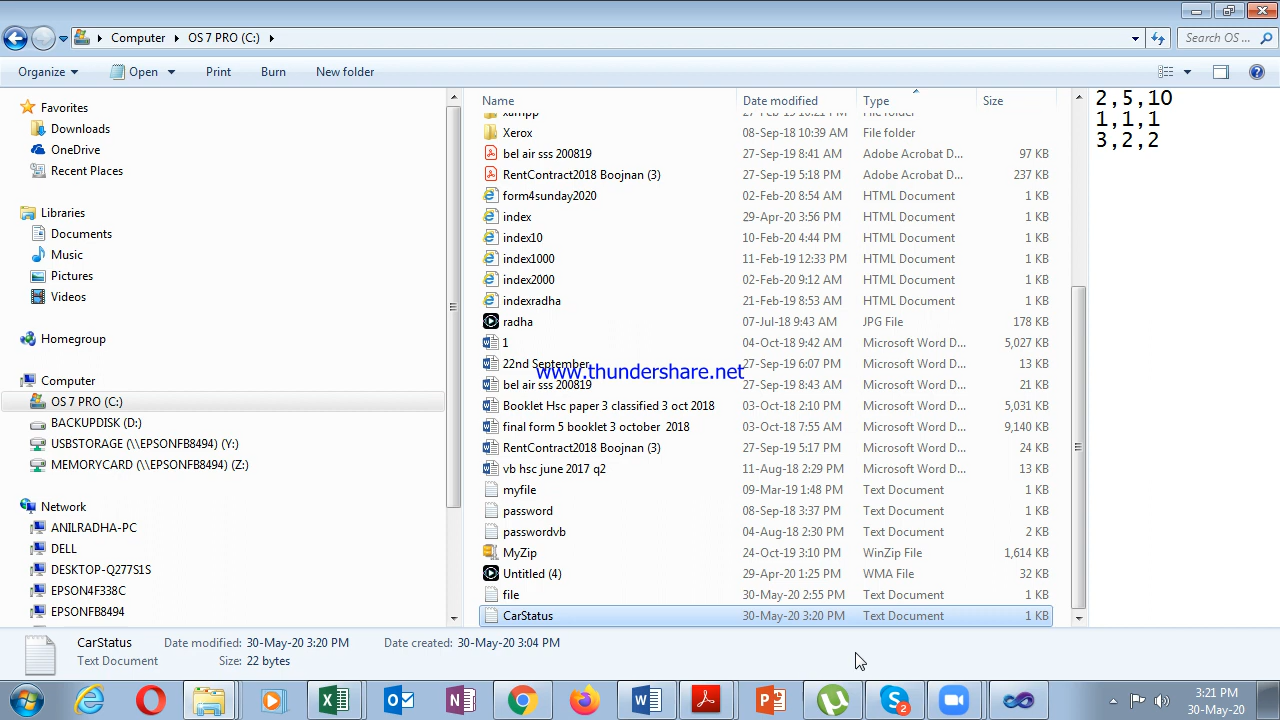 Computer OS 7 PRO (C:) Search OS ...
Organize Open Print Burn New folder
Favorites
Downloads
OneDrive
Recent Places
Libraries
Documents
Music
Pictures
Videos
Homegroup
Computer
OS 7 PRO (C:)
BACKUPDISK (D:)
USBSTORAGE (\\EPSONFB8494) (Y:)
MEMORYCARD (\\EPSONFB8494) (Z:)
Network
ANILRADHA-PC
DELL
DESKTOP-Q277S1S
EPSON4F338C
EPSONFB8494
Name Date modified Type Size
xampp 27-Feb-20 10:21 PM File folder
Xerox 08-Sep-18 10:39 AM File folder
bel air sss 200819 27-Sep-19 8:41 AM Adobe Acrobat D... 97 KB
RentContract2018 Boojnan (3) 27-Sep-19 5:18 PM Adobe Acrobat D... 237 KB
form4sunday2020 02-Feb-20 8:54 AM HTML Document 1 KB
index 29-Apr-20 3:56 PM HTML Document 1 KB
index10 10-Feb-20 4:44 PM HTML Document 1 KB
index1000 11-Feb-20 12:33 PM HTML Document 1 KB
index2000 02-Feb-20 9:12 AM HTML Document 1 KB
indexradha 21-Feb-19 8:53 AM HTML Document 1 KB
radha 07-Jul-18 9:43 AM JPG File 178 KB
1 04-Oct-18 9:42 AM Microsoft Word D... 5,027 KB
22nd September 27-Sep-19 6:07 PM Microsoft Word D... 13 KB
www.thundershare.net
bel air sss 200819 27-Sep-19 8:43 AM Microsoft Word D... 21 KB
Booklet Hsc paper 3 classified 3 oct 2018 03-Oct-18 2:10 PM Microsoft Word D... 5,031 KB
final form 5 booklet 3 october 2018 03-Oct-18 7:55 AM Microsoft Word D... 9,140 KB
RentContract2018 Boojnan (3) 27-Sep-19 5:17 PM Microsoft Word D... 24 KB
vb hsc june 2017 q2 11-Aug-18 2:29 PM Microsoft Word D... 13 KB
myfile 09-Mar-19 1:48 PM Text Document 1 KB
password 08-Sep-18 3:37 PM Text Document 1 KB
passwordvb 04-Aug-18 2:30 PM Text Document 2 KB
MyZip 24-Oct-19 3:10 PM WinZip File 1,614 KB
Untitled (4) 29-Apr-20 1:25 PM WMA File 32 KB
file 30-May-20 2:55 PM Text Document 1 KB
CarStatus 30-May-20 3:20 PM Text Document 1 KB
2,5,10
1,1,1
3,2,2
CarStatus Date modified: 30-May-20 3:20 PM Date created: 30-May-20 3:04 PM
Text Document Size: 22 bytes
2
3:21 PM
30-May-20